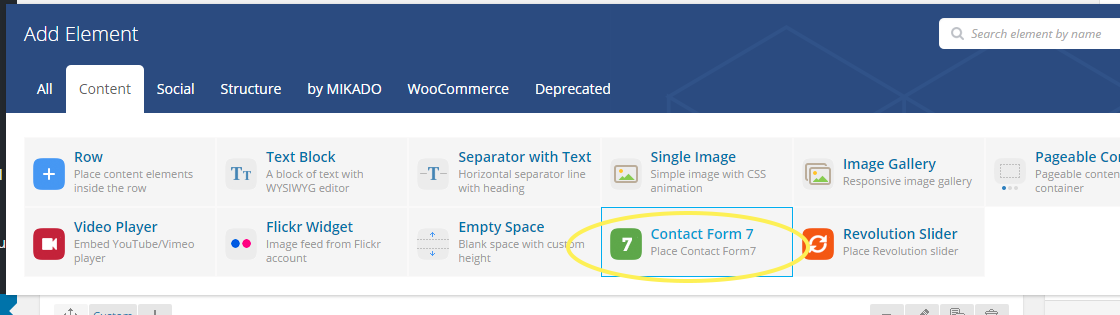 Add Element
Search element by name
All
Content
Social
Structure
by MIKADO
WooCommerce
Deprecated
Row
Place content elements
inside the row
Text Block
A block of text with
WYSIWYG editor
Separator with Text
Horizontal separator line
with heading
Single Image
Simple image with CSS
animation
Image Gallery
Responsive image gallery
Pageable Co
Pageable conten
container
Video Player
Embed YouTube/Vimeo
player
Flickr Widget
Image feed from Flickr
account
Empty Space
Blank space with custom
height
7
Contact Form 7
Place Contact Form7
Revolution Slider
Place Revolution slider
Custom